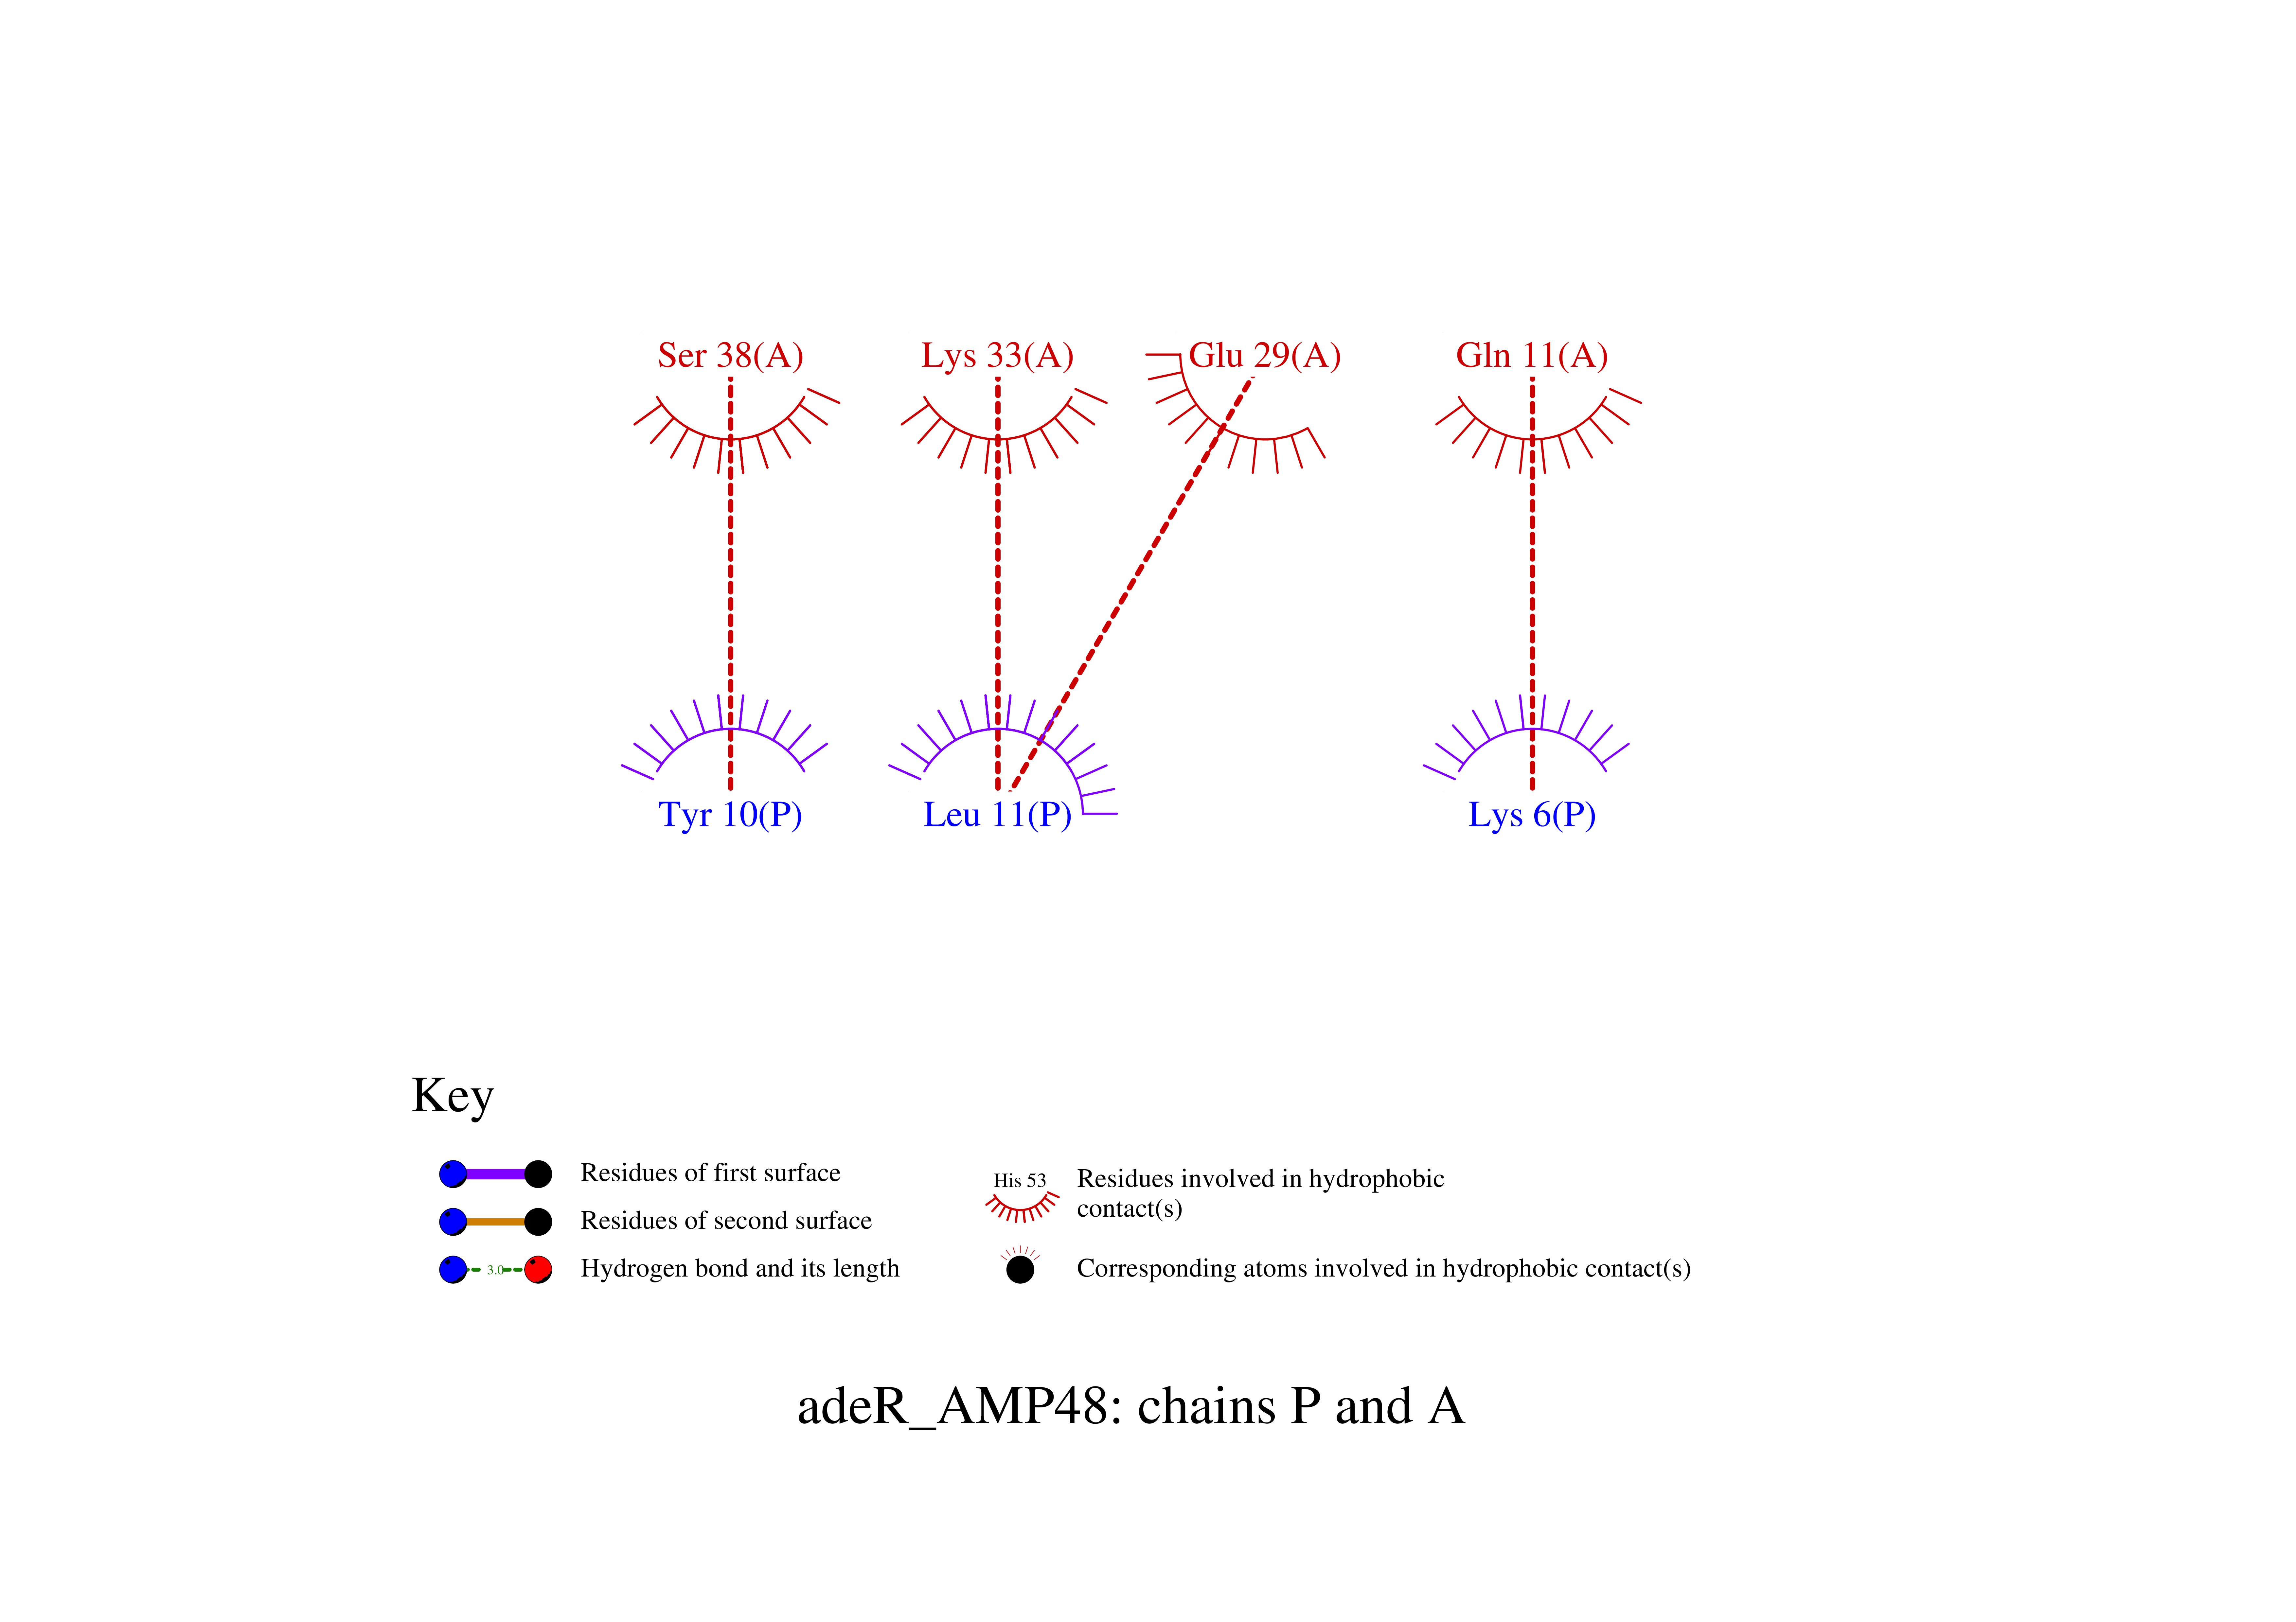 Ser 38(A) Lys 33(A) Glu 29(A) Gln 11(A)
Tyr 10(P) Leu 11(P) Lys 6(P)
Key
Residues of first surface
Residues of second surface
3.0 Hydrogen bond and its length
His 53 Residues involved in hydrophobic
contact(s)
Corresponding atoms involved in hydrophobic contact(s)
adeR_AMP48: chains P and A